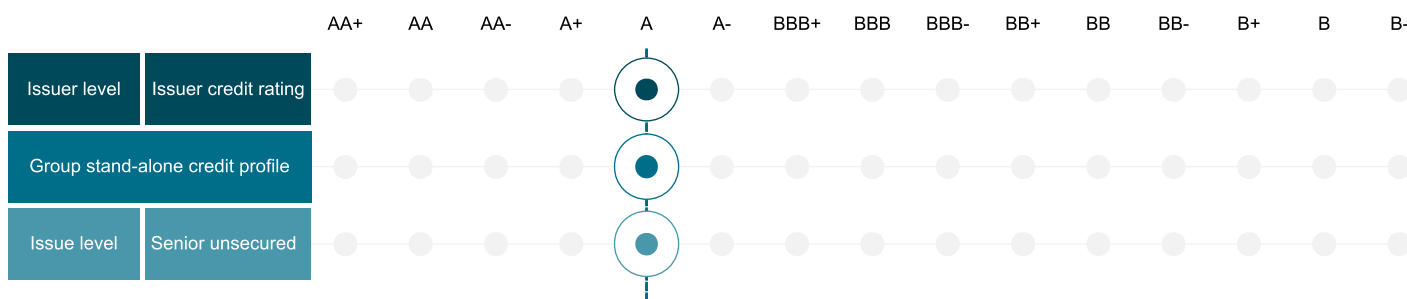 AA+ AA AA- A+ A A- BBB+ BBB BBB- BB+ BB BB- B+ B B-
Issuer level Issuer credit rating
Group stand-alone credit profile
Issue level Senior unsecured